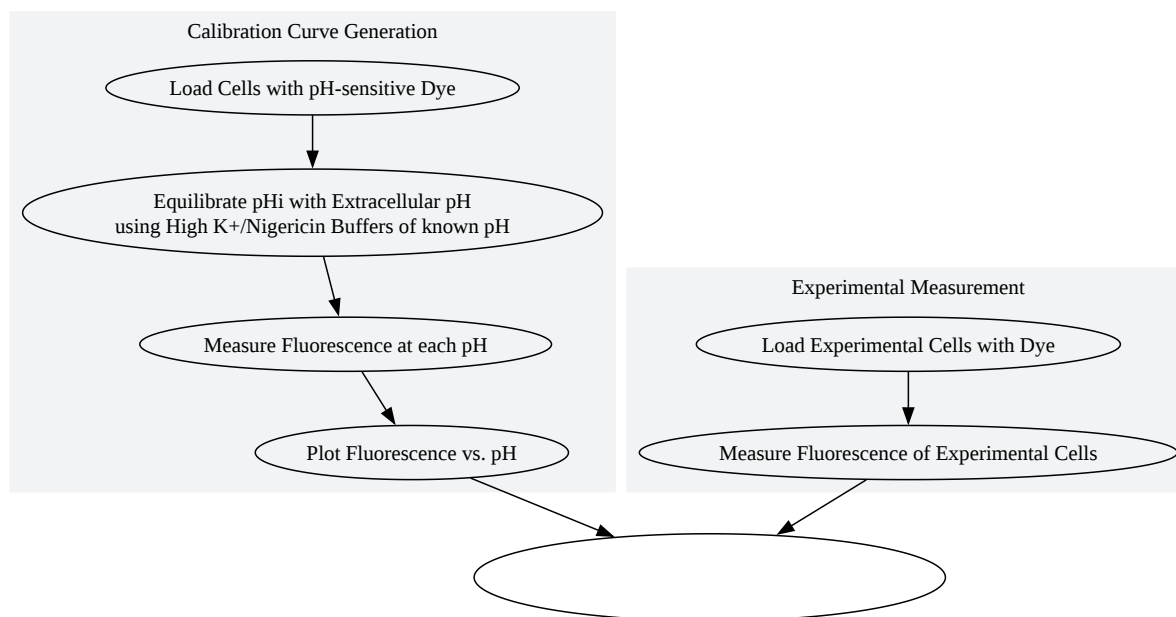 Calibration Curve Generation
Load Cells with pH-sensitive Dye
Equilibrate pHi with Extracellular pH
using High K+/Nigericin Buffers of known pH
Measure Fluorescence at each pH
Plot Fluorescence vs. pH
Experimental Measurement
Load Experimental Cells with Dye
Measure Fluorescence of Experimental Cells